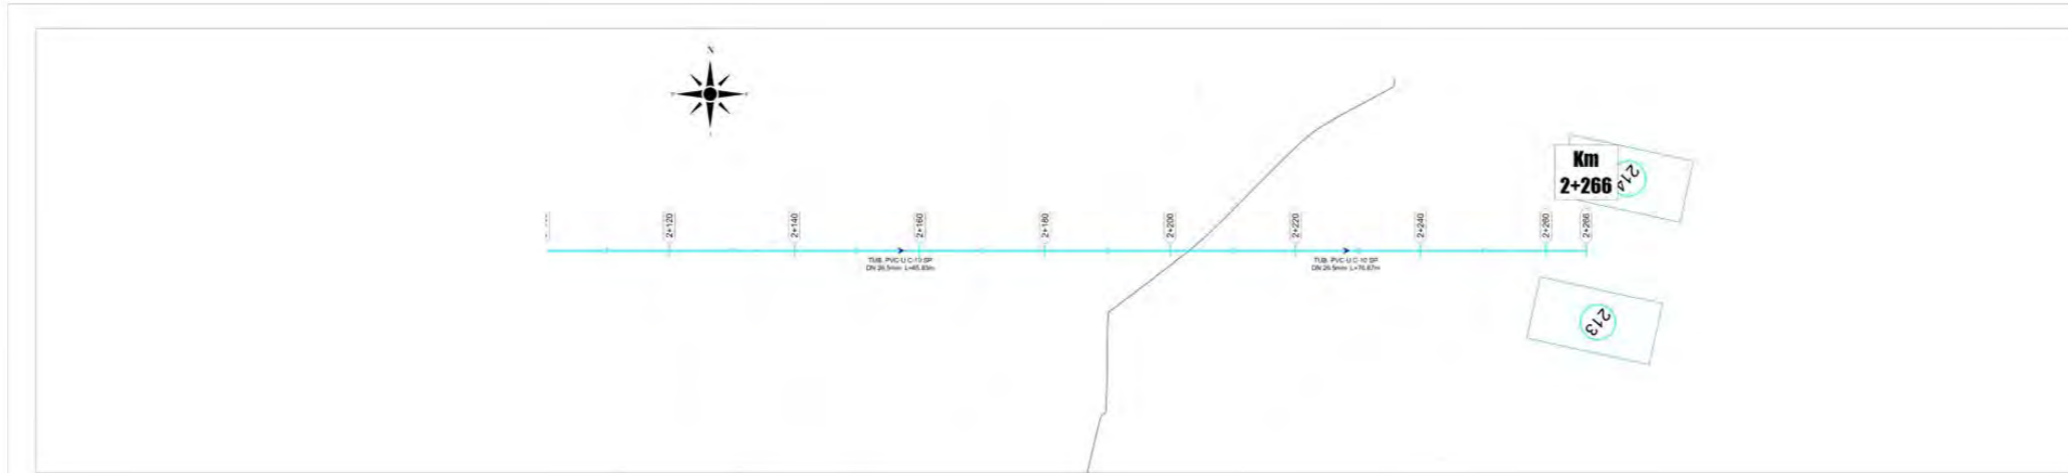 N
Km
2+266
214
2+120
2+140
2+160
2+180
2+200
2+220
2+240
2+260
2+266
TUB. PVC-U C-10 SP
DN 26.5mm L=65.83m
TUB. PVC-U C-10 SP
DN 26.5mm L=76.67m
213